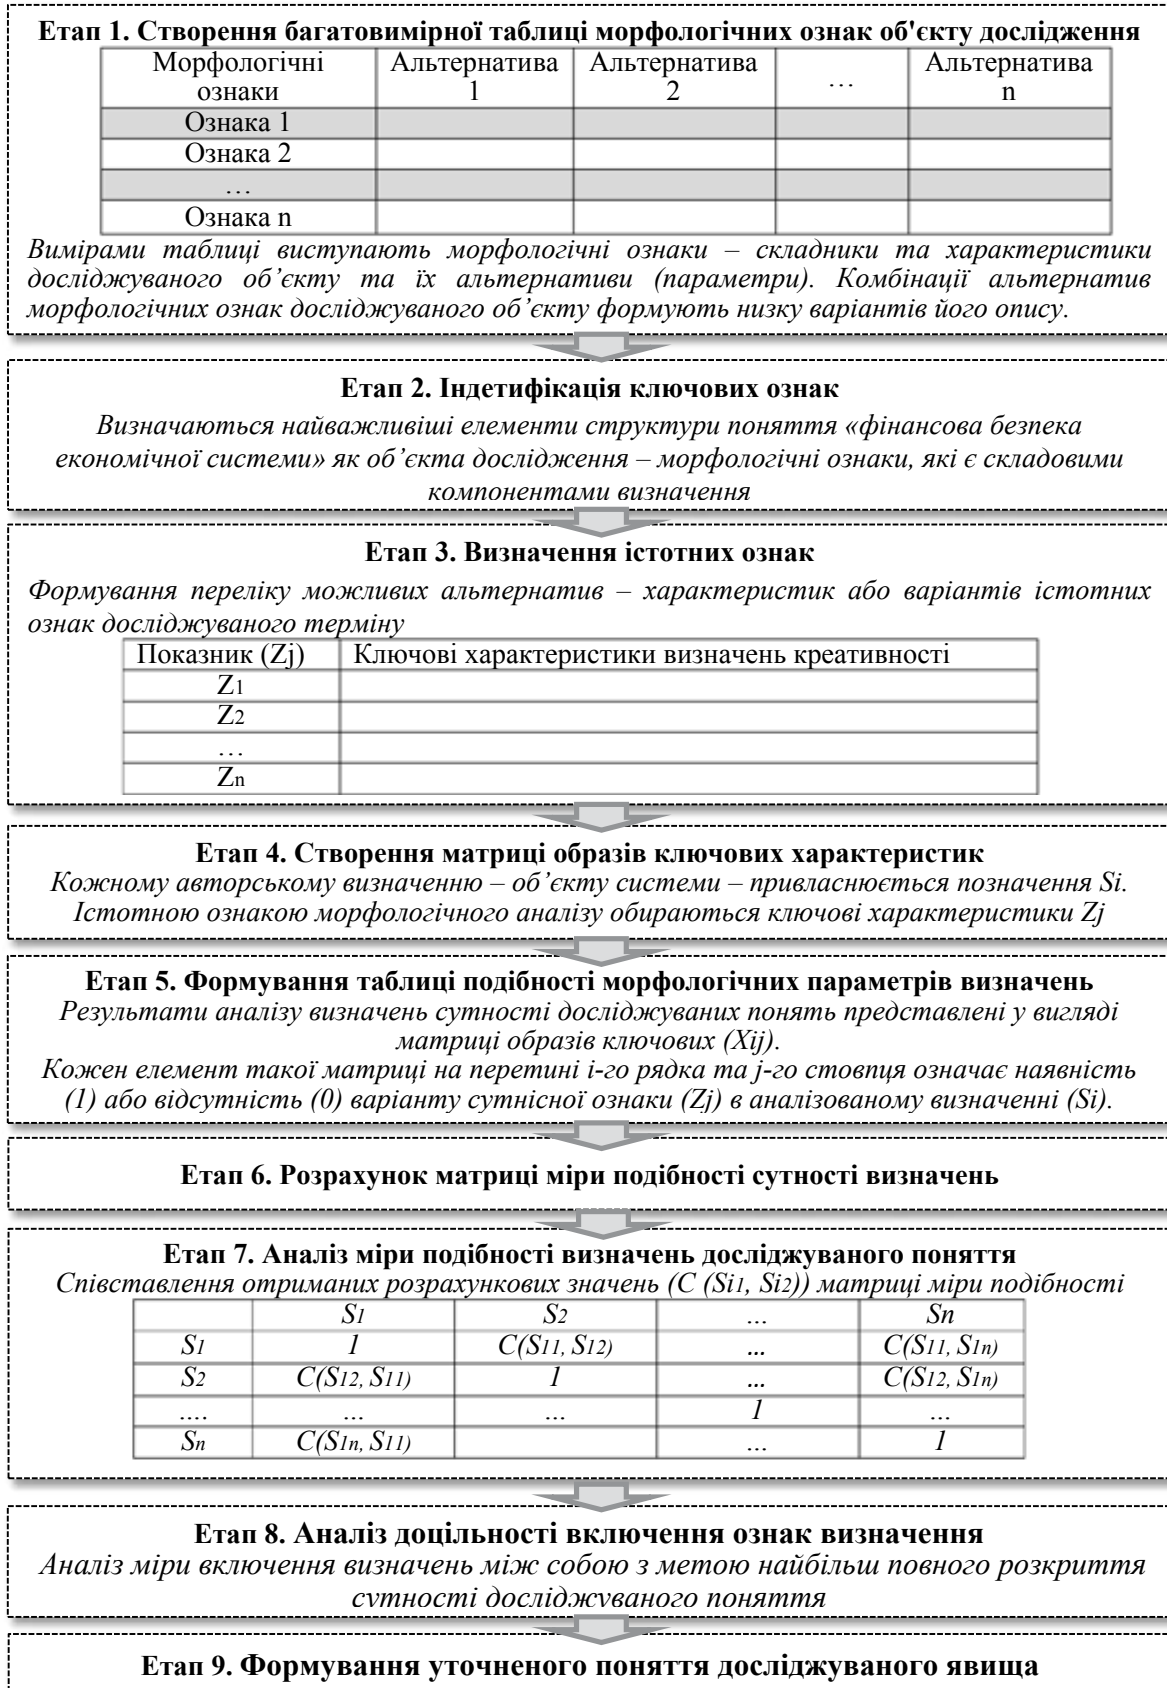 Етап 1. Створення багатовимірної таблиці морфологічних ознак об'єкту дослідження
Морфологічні ознаки Альтернатива 1 Альтернатива 2 … Альтернатива n
Ознака 1
Ознака 2
…
Ознака n
Вимірами таблиці виступають морфологічні ознаки – складники та характеристики
досліджуваного об’єкту та їх альтернативи (параметри). Комбінації альтернатив
морфологічних ознак досліджуваного об’єкту формують низку варіантів його опису.
Етап 2. Індетифікація ключових ознак
Визначаються найважливіші елементи структури поняття «фінансова безпека
економічної системи» як об’єкта дослідження – морфологічні ознаки, які є складовими
компонентами визначення
Етап 3. Визначення істотних ознак
Формування переліку можливих альтернатив – характеристик або варіантів істотних
ознак досліджуваного терміну
Показник (Zj) Ключові характеристики визначень креативності
Z1
Z2
…
Zn
Етап 4. Створення матриці образів ключових характеристик
Кожному авторському визначенню – об’єкту системи – привласнюється позначення Si.
Істотною ознакою морфологічного аналізу обираються ключові характеристики Zj
Етап 5. Формування таблиці подібності морфологічних параметрів визначень
Результати аналізу визначень сутності досліджуваних понять представлені у вигляді
матриці образів ключових (Xij).
Кожен елемент такої матриці на перетині i-го рядка та j-го стовпця означає наявність
(1) або відсутність (0) варіанту сутнісної ознаки (Zj) в аналізованому визначенні (Si).
Етап 6. Розрахунок матриці міри подібності сутності визначень
Етап 7. Аналіз міри подібності визначень досліджуваного поняття
Співставлення отриманих розрахункових значень (C (Si1, Si2)) матриці міри подібності
S1 S2 ... Sn
S1 1 C(S11, S12) ... C(S11, S1n)
S2 C(S12, S11) 1 ... C(S12, S1n)
.... ... ... 1 ...
Sn C(S1n, S11) ... 1
Етап 8. Аналіз доцільності включення ознак визначення
Аналіз міри включення визначень між собою з метою найбільш повного розкриття
сутності досліджуваного поняття
Етап 9. Формування уточненого поняття досліджуваного явища